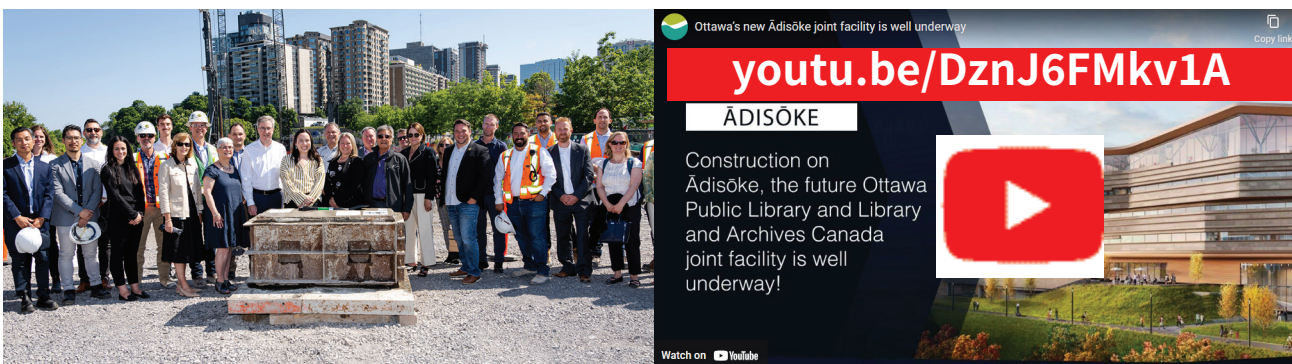 Ottawa's new Ādisōke joint facility is well underway
Copy link
youtu.be/DznJ6FMkv1A
ĀDISŌKE
Construction on
Ādisōke, the future Ottawa
Public Library and Library
and Archives Canada
joint facility is well
underway!
Watch on YouTube